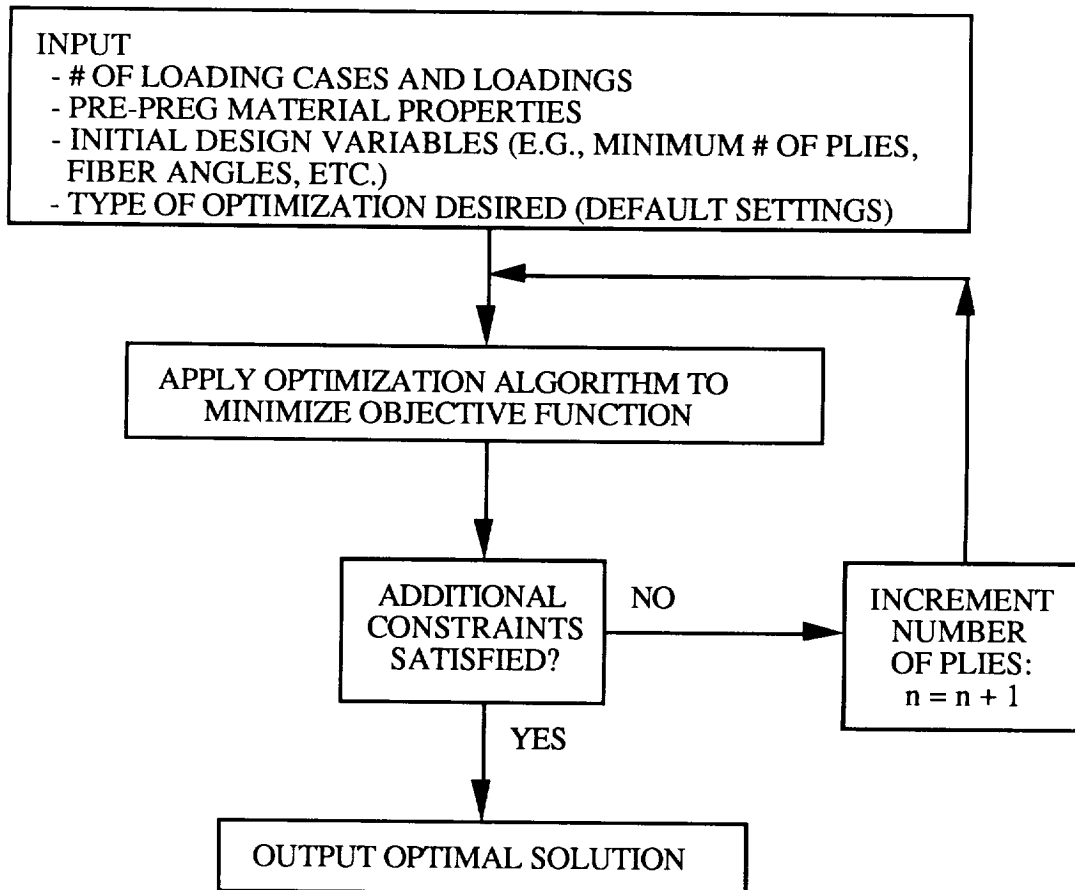 INPUT
- # OF LOADING CASES AND LOADINGS
- PRE-PREG MATERIAL PROPERTIES
- INITIAL DESIGN VARIABLES (E.G., MINIMUM # OF PLIES,
FIBER ANGLES, ETC.)
- TYPE OF OPTIMIZATION DESIRED (DEFAULT SETTINGS)
APPLY OPTIMIZATION ALGORITHM TO
MINIMIZE OBJECTIVE FUNCTION
ADDITIONAL
CONSTRAINTS
SATISFIED?
NO
INCREMENT
NUMBER
OF PLIES:
n = n + 1
YES
OUTPUT OPTIMAL SOLUTION